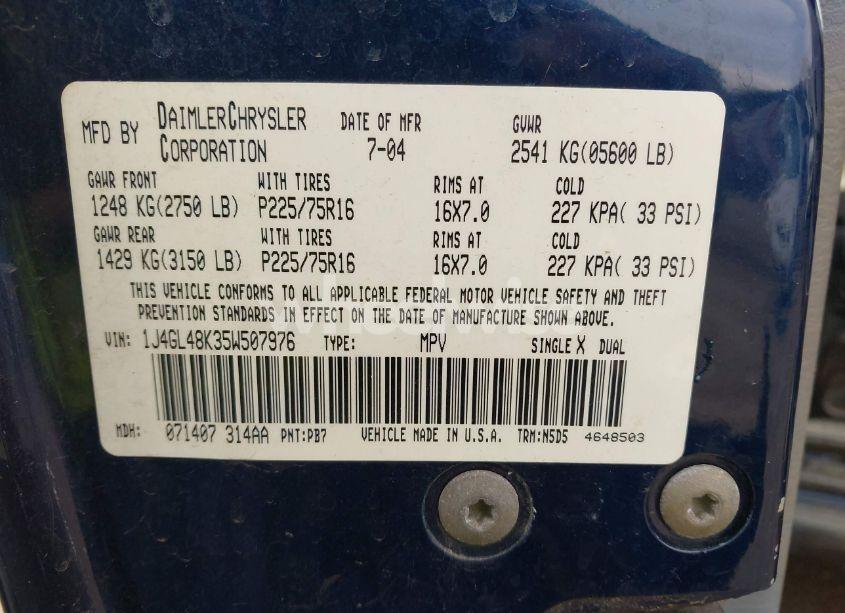 MFD BY DAIMLERCHRYSLER CORPORATION DATE OF MFR 7-04 GVWR 2541 KG(05600 LB)
GAWR FRONT WITH TIRES RIMS AT COLD
1248 KG(2750 LB) P225/75R16 16X7.0 227 KPA( 33 PSI)
GAWR REAR WITH TIRES RIMS AT COLD
1429 KG(3150 LB) P225/75R16 16X7.0 227 KPA( 33 PSI)
THIS VEHICLE CONFORMS TO ALL APPLICABLE FEDERAL MOTOR VEHICLE SAFETY AND THEFT
PREVENTION STANDARDS IN EFFECT ON THE DATE OF MANUFACTURE SHOWN ABOVE.
VIN: 1J4GL48K35W507976 TYPE: MPV SINGLE X DUAL
MDH: 071407 314AA PNT:PB7 VEHICLE MADE IN U.S.A. TRM:N5D5 4648503